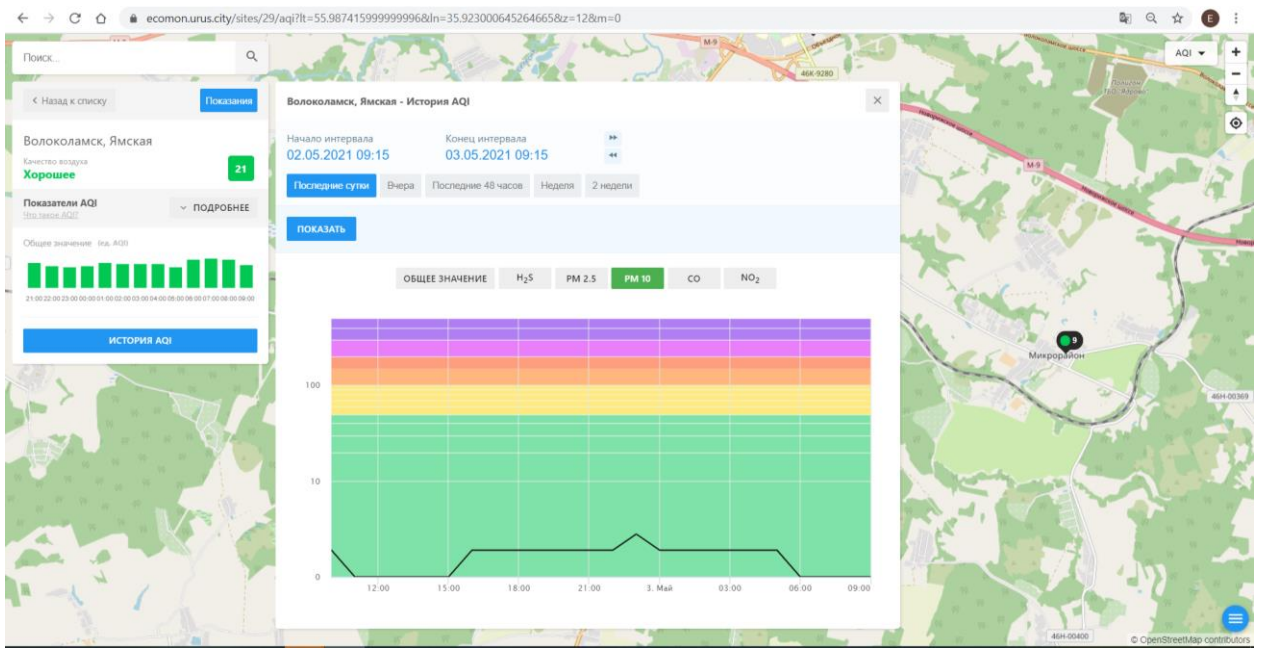 ecomon.urus.city/sites/29/aqi?lt=55.987415999999996&ln=35.923000645264665&z=12&m=0
E
Поиск...
AQI
+
−
< Назад к списку
Показания
Волоколамск, Ямская
Качество воздуха
Хорошее
21
Показатели AQI
Что такое AQI?
ПОДРОБНЕЕ
Общее значение (ед. AQI)
21:00 22:00 23:00 00:00 01:00 02:00 03:00 04:00 05:00 06:00 07:00 08:00 09:00
ИСТОРИЯ AQI
Волоколамск, Ямская - История AQI
×
Начало интервала
Конец интервала
02.05.2021 09:15
03.05.2021 09:15
Последние сутки
Вчера
Последние 48 часов
Неделя
2 недели
ПОКАЗАТЬ
ОБЩЕЕ ЗНАЧЕНИЕ
H₂S
PM 2.5
PM 10
CO
NO₂
100
10
0
12:00
15:00
18:00
21:00
3. Май
03:00
06:00
09:00
М-9
46К-9280
М-9
Новорижское шоссе
9
Микрорайон
46Н-00369
46Н-00400
© OpenStreetMap contributors